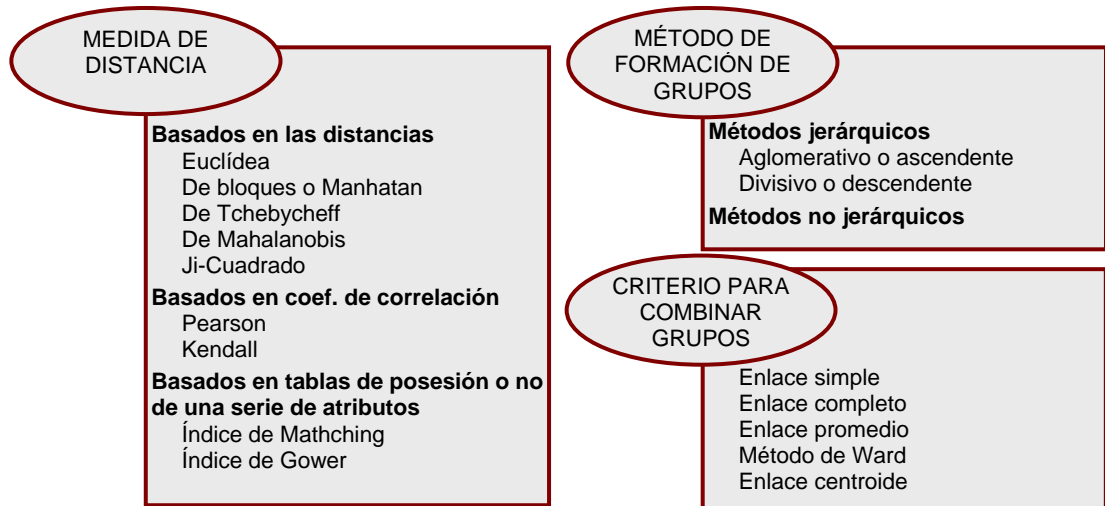 MEDIDA DE
DISTANCIA
Basados en las distancias
Euclídea
De bloques o Manhatan
De Tchebycheff
De Mahalanobis
Ji-Cuadrado
Basados en coef. de correlación
Pearson
Kendall
Basados en tablas de posesión o no
de una serie de atributos
Índice de Mathching
Índice de Gower
MÉTODO DE
FORMACIÓN DE
GRUPOS
Métodos jerárquicos
Aglomerativo o ascendente
Divisivo o descendente
Métodos no jerárquicos
CRITERIO PARA
COMBINAR
GRUPOS
Enlace simple
Enlace completo
Enlace promedio
Método de Ward
Enlace centroide